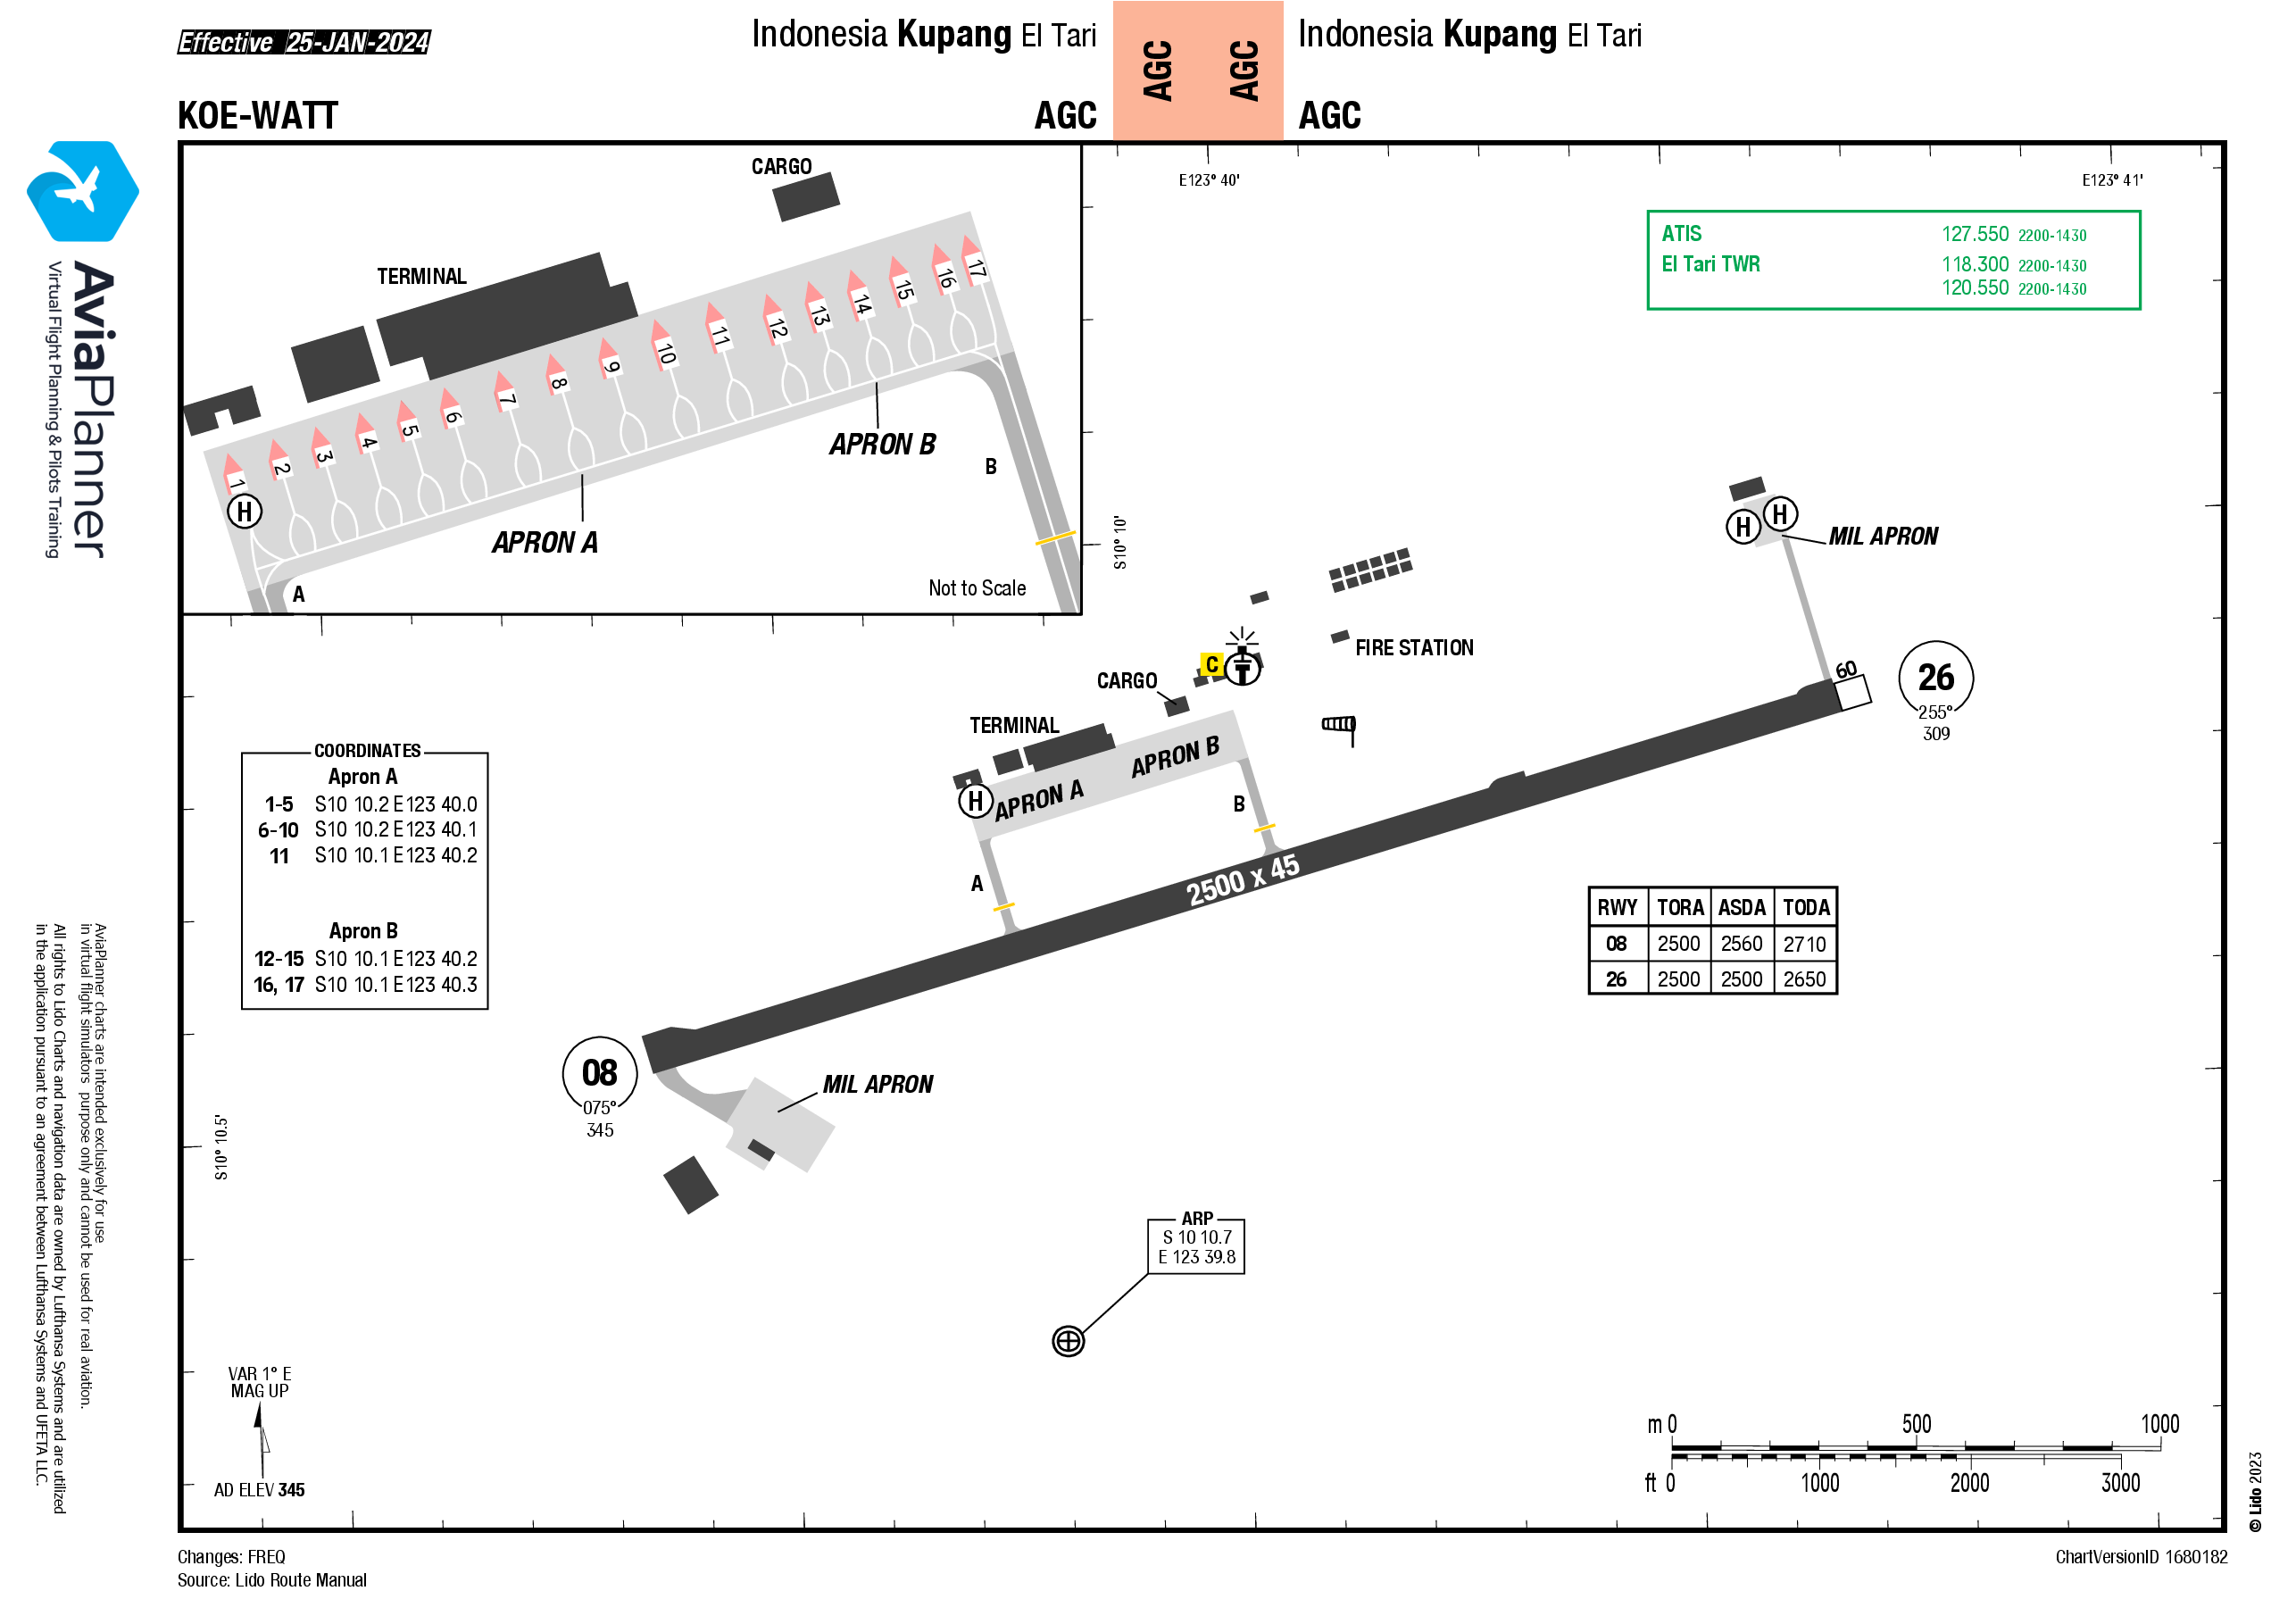 Effective 25-JAN-2024
Indonesia Kupang El Tari
AGC
AGC
Indonesia Kupang El Tari
KOE-WATT
AGC
AGC
AviaPlanner
Virtual Flight Planning & Pilots Training
CARGO
TERMINAL
1
2
3
4
5
6
7
8
9
10
11
12
13
14
15
16
17
H
APRON B
APRON A
B
A
Not to Scale
E123° 40'
E123° 41'
ATIS 127.550 2200-1430
El Tari TWR 118.300 2200-1430
120.550 2200-1430
S10° 10'
H
H
MIL APRON
FIRE STATION
C
CARGO
TERMINAL
60
26
255°
309
APRON B
APRON A
H
B
A
2500 x 45
COORDINATES
Apron A
1-5 S10 10.2 E123 40.0
6-10 S10 10.2 E123 40.1
11 S10 10.1 E123 40.2
Apron B
12-15 S10 10.1 E123 40.2
16, 17 S10 10.1 E123 40.3
RWY TORA ASDA TODA
08 2500 2560 2710
26 2500 2500 2650
08
075°
345
MIL APRON
S10° 10.5'
ARP
S 10 10.7
E 123 39.8
VAR 1° E
MAG UP
AD ELEV 345
m 0 500 1000
ft 0 1000 2000 3000
AviaPlanner charts are intended exclusively for use
in virtual flight simulators purpose only and cannot be used for real aviation.
All rights to Lido Charts and navigation data are owned by Lufthansa Systems and are utilized
in the application pursuant to an agreement between Lufthansa Systems and UFETA LLC.
© Lido 2023
Changes: FREQ
Source: Lido Route Manual
ChartVersionID 1680182